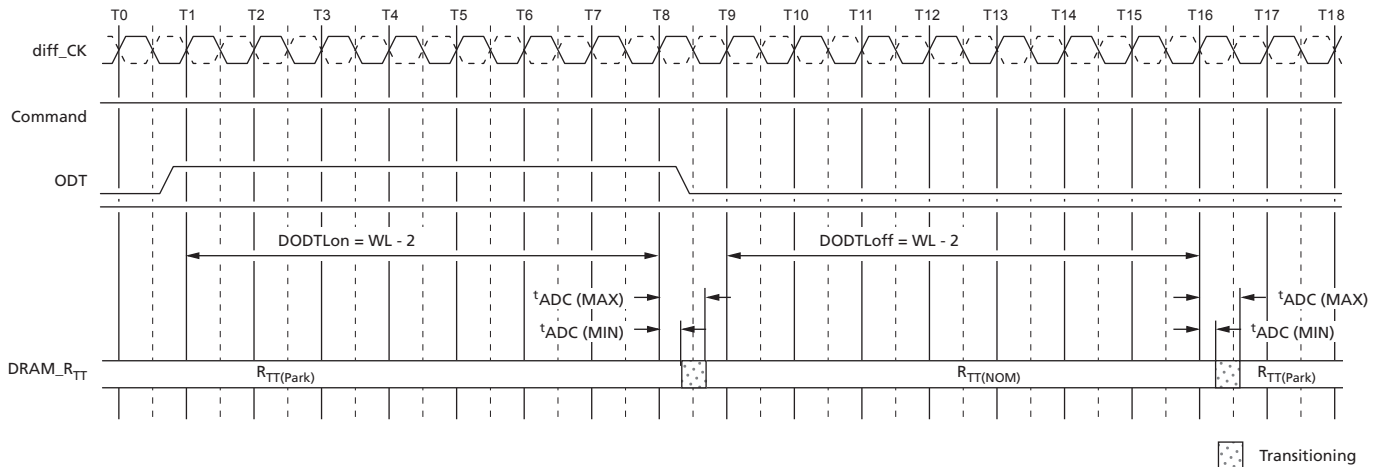 T0 T1 T2 T3 T4 T5 T6 T7 T8 T9 T10 T11 T12 T13 T14 T15 T16 T17 T18
diff_CK
Command
ODT
DODTLon = WL - 2 DODTLoff = WL - 2
tADC (MAX) tADC (MAX)
tADC (MIN) tADC (MIN)
DRAM_RTT RTT(Park) RTT(NOM) RTT(Park)
Transitioning